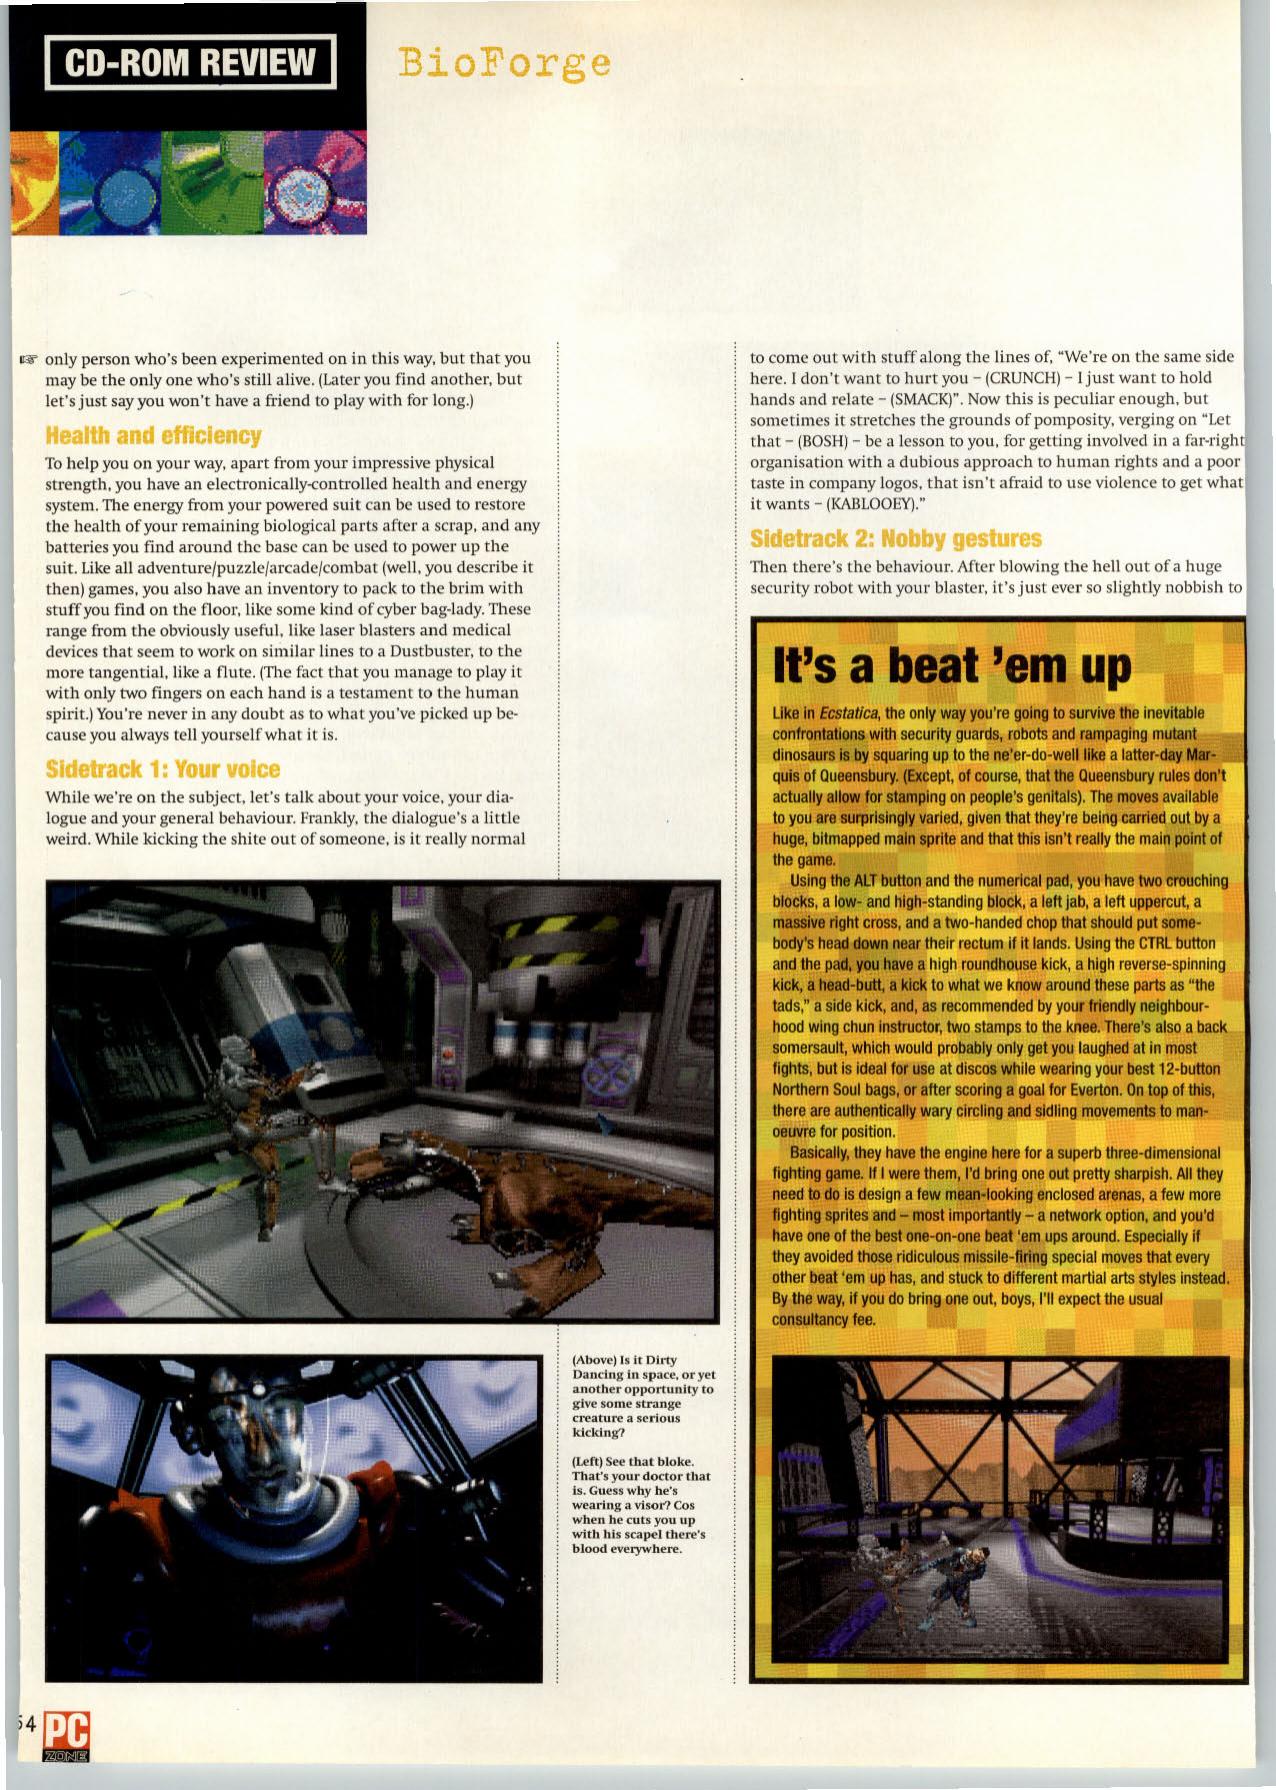 CD-ROM REVIEW
BioForge
☞ only person who's been experimented on in this way, but that you
may be the only one who's still alive. (Later you find another, but
let's just say you won't have a friend to play with for long.)
Health and efficiency
To help you on your way, apart from your impressive physical
strength, you have an electronically-controlled health and energy
system. The energy from your powered suit can be used to restore
the health of your remaining biological parts after a scrap, and any
batteries you find around the base can be used to power up the
suit. Like all adventure/puzzle/arcade/combat (well, you describe it
then) games, you also have an inventory to pack to the brim with
stuff you find on the floor, like some kind of cyber bag-lady. These
range from the obviously useful, like laser blasters and medical
devices that seem to work on similar lines to a Dustbuster, to the
more tangential, like a flute. (The fact that you manage to play it
with only two fingers on each hand is a testament to the human
spirit.) You're never in any doubt as to what you've picked up be-
cause you always tell yourself what it is.
Sidetrack 1: Your voice
While we're on the subject, let's talk about your voice, your dia-
logue and your general behaviour. Frankly, the dialogue's a little
weird. While kicking the shite out of someone, is it really normal
to come out with stuff along the lines of, “We're on the same side
here. I don't want to hurt you – (CRUNCH) – I just want to hold
hands and relate – (SMACK)”. Now this is peculiar enough, but
sometimes it stretches the grounds of pomposity, verging on “Let
that – (BOSH) – be a lesson to you, for getting involved in a far-right
organisation with a dubious approach to human rights and a poor
taste in company logos, that isn't afraid to use violence to get what
it wants – (KABLOOEY).”
Sidetrack 2: Nobby gestures
Then there's the behaviour. After blowing the hell out of a huge
security robot with your blaster, it's just ever so slightly nobbish to
It's a beat 'em up
Like in Ecstatica, the only way you're going to survive the inevitable
confrontations with security guards, robots and rampaging mutant
dinosaurs is by squaring up to the ne'er-do-well like a latter-day Mar-
quis of Queensbury. (Except, of course, that the Queensbury rules don't
actually allow for stamping on people's genitals). The moves available
to you are surprisingly varied, given that they're being carried out by a
huge, bitmapped main sprite and that this isn't really the main point of
the game.
Using the ALT button and the numerical pad, you have two crouching
blocks, a low- and high-standing block, a left jab, a left uppercut, a
massive right cross, and a two-handed chop that should put some-
body's head down near their rectum if it lands. Using the CTRL button
and the pad, you have a high roundhouse kick, a high reverse-spinning
kick, a head-butt, a kick to what we know around these parts as “the
tads,” a side kick, and, as recommended by your friendly neighbour-
hood wing chun instructor, two stamps to the knee. There's also a back
somersault, which would probably only get you laughed at in most
fights, but is ideal for use at discos while wearing your best 12-button
Northern Soul bags, or after scoring a goal for Everton. On top of this,
there are authentically wary circling and sidling movements to man-
oeuvre for position.
Basically, they have the engine here for a superb three-dimensional
fighting game. If I were them, I'd bring one out pretty sharpish. All they
need to do is design a few mean-looking enclosed arenas, a few more
fighting sprites and – most importantly – a network option, and you'd
have one of the best one-on-one beat 'em ups around. Especially if
they avoided those ridiculous missile-firing special moves that every
other beat 'em up has, and stuck to different martial arts styles instead.
By the way, if you do bring one out, boys, I'll expect the usual
consultancy fee.
(Above) Is it Dirty
Dancing in space, or yet
another opportunity to
give some strange
creature a serious
kicking?
(Left) See that bloke.
That's your doctor that
is. Guess why he's
wearing a visor? Cos
when he cuts you up
with his scapel there's
blood everywhere.
54
PC
ZONE